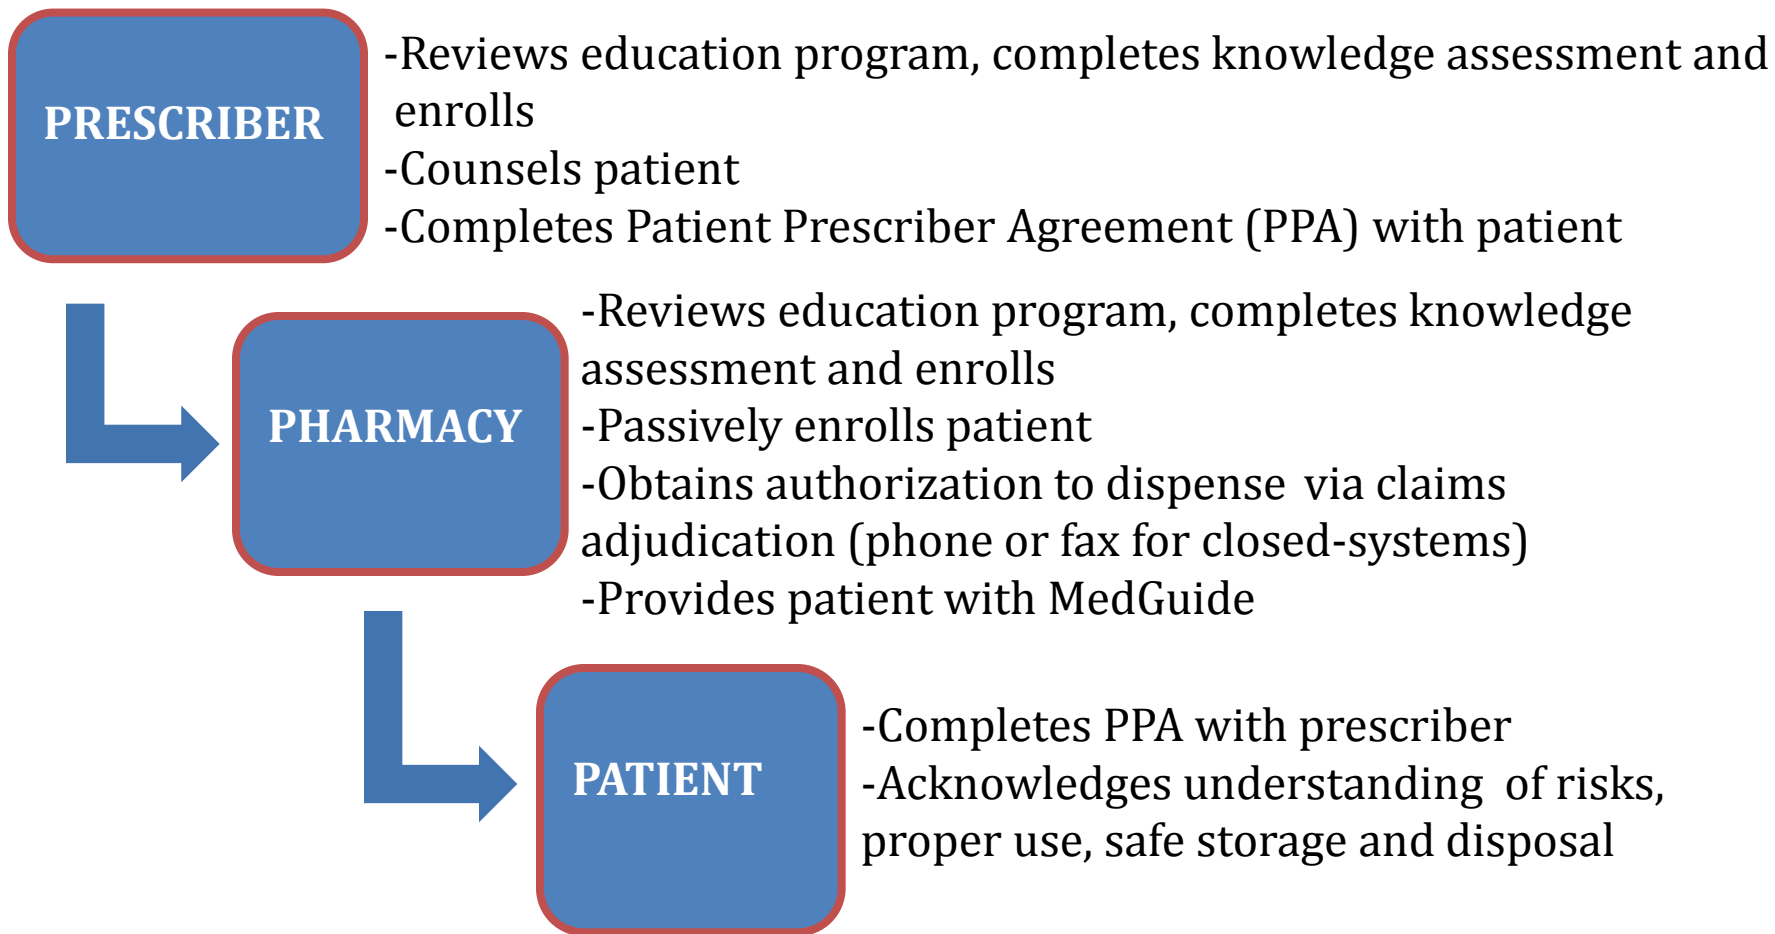 PRESCRIBER
-Reviews education program, completes knowledge assessment and
enrolls
-Counsels patient
-Completes Patient Prescriber Agreement (PPA) with patient
PHARMACY
-Reviews education program, completes knowledge
assessment and enrolls
-Passively enrolls patient
-Obtains authorization to dispense via claims
adjudication (phone or fax for closed-systems)
-Provides patient with MedGuide
PATIENT
-Completes PPA with prescriber
-Acknowledges understanding of risks,
proper use, safe storage and disposal